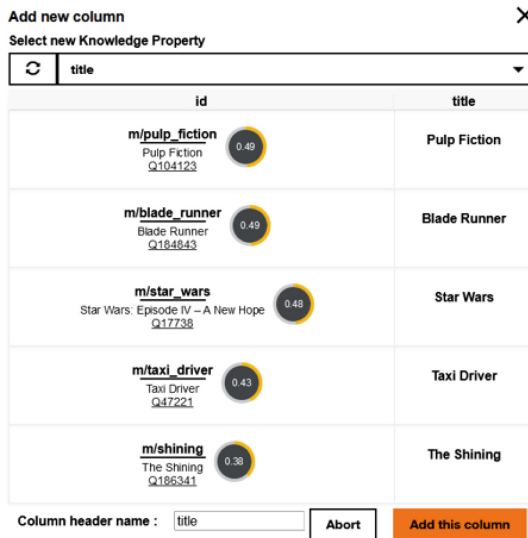 Add new column
Select new Knowledge Property
title
id title
m/pulp_fiction
Pulp Fiction
Q104123
0.49
Pulp Fiction
m/blade_runner
Blade Runner
Q184843
0.49
Blade Runner
m/star_wars
Star Wars: Episode IV – A New Hope
Q17738
0.48
Star Wars
m/taxi_driver
Taxi Driver
Q47221
0.43
Taxi Driver
m/shining
The Shining
Q186341
0.38
The Shining
Column header name : title Abort Add this column